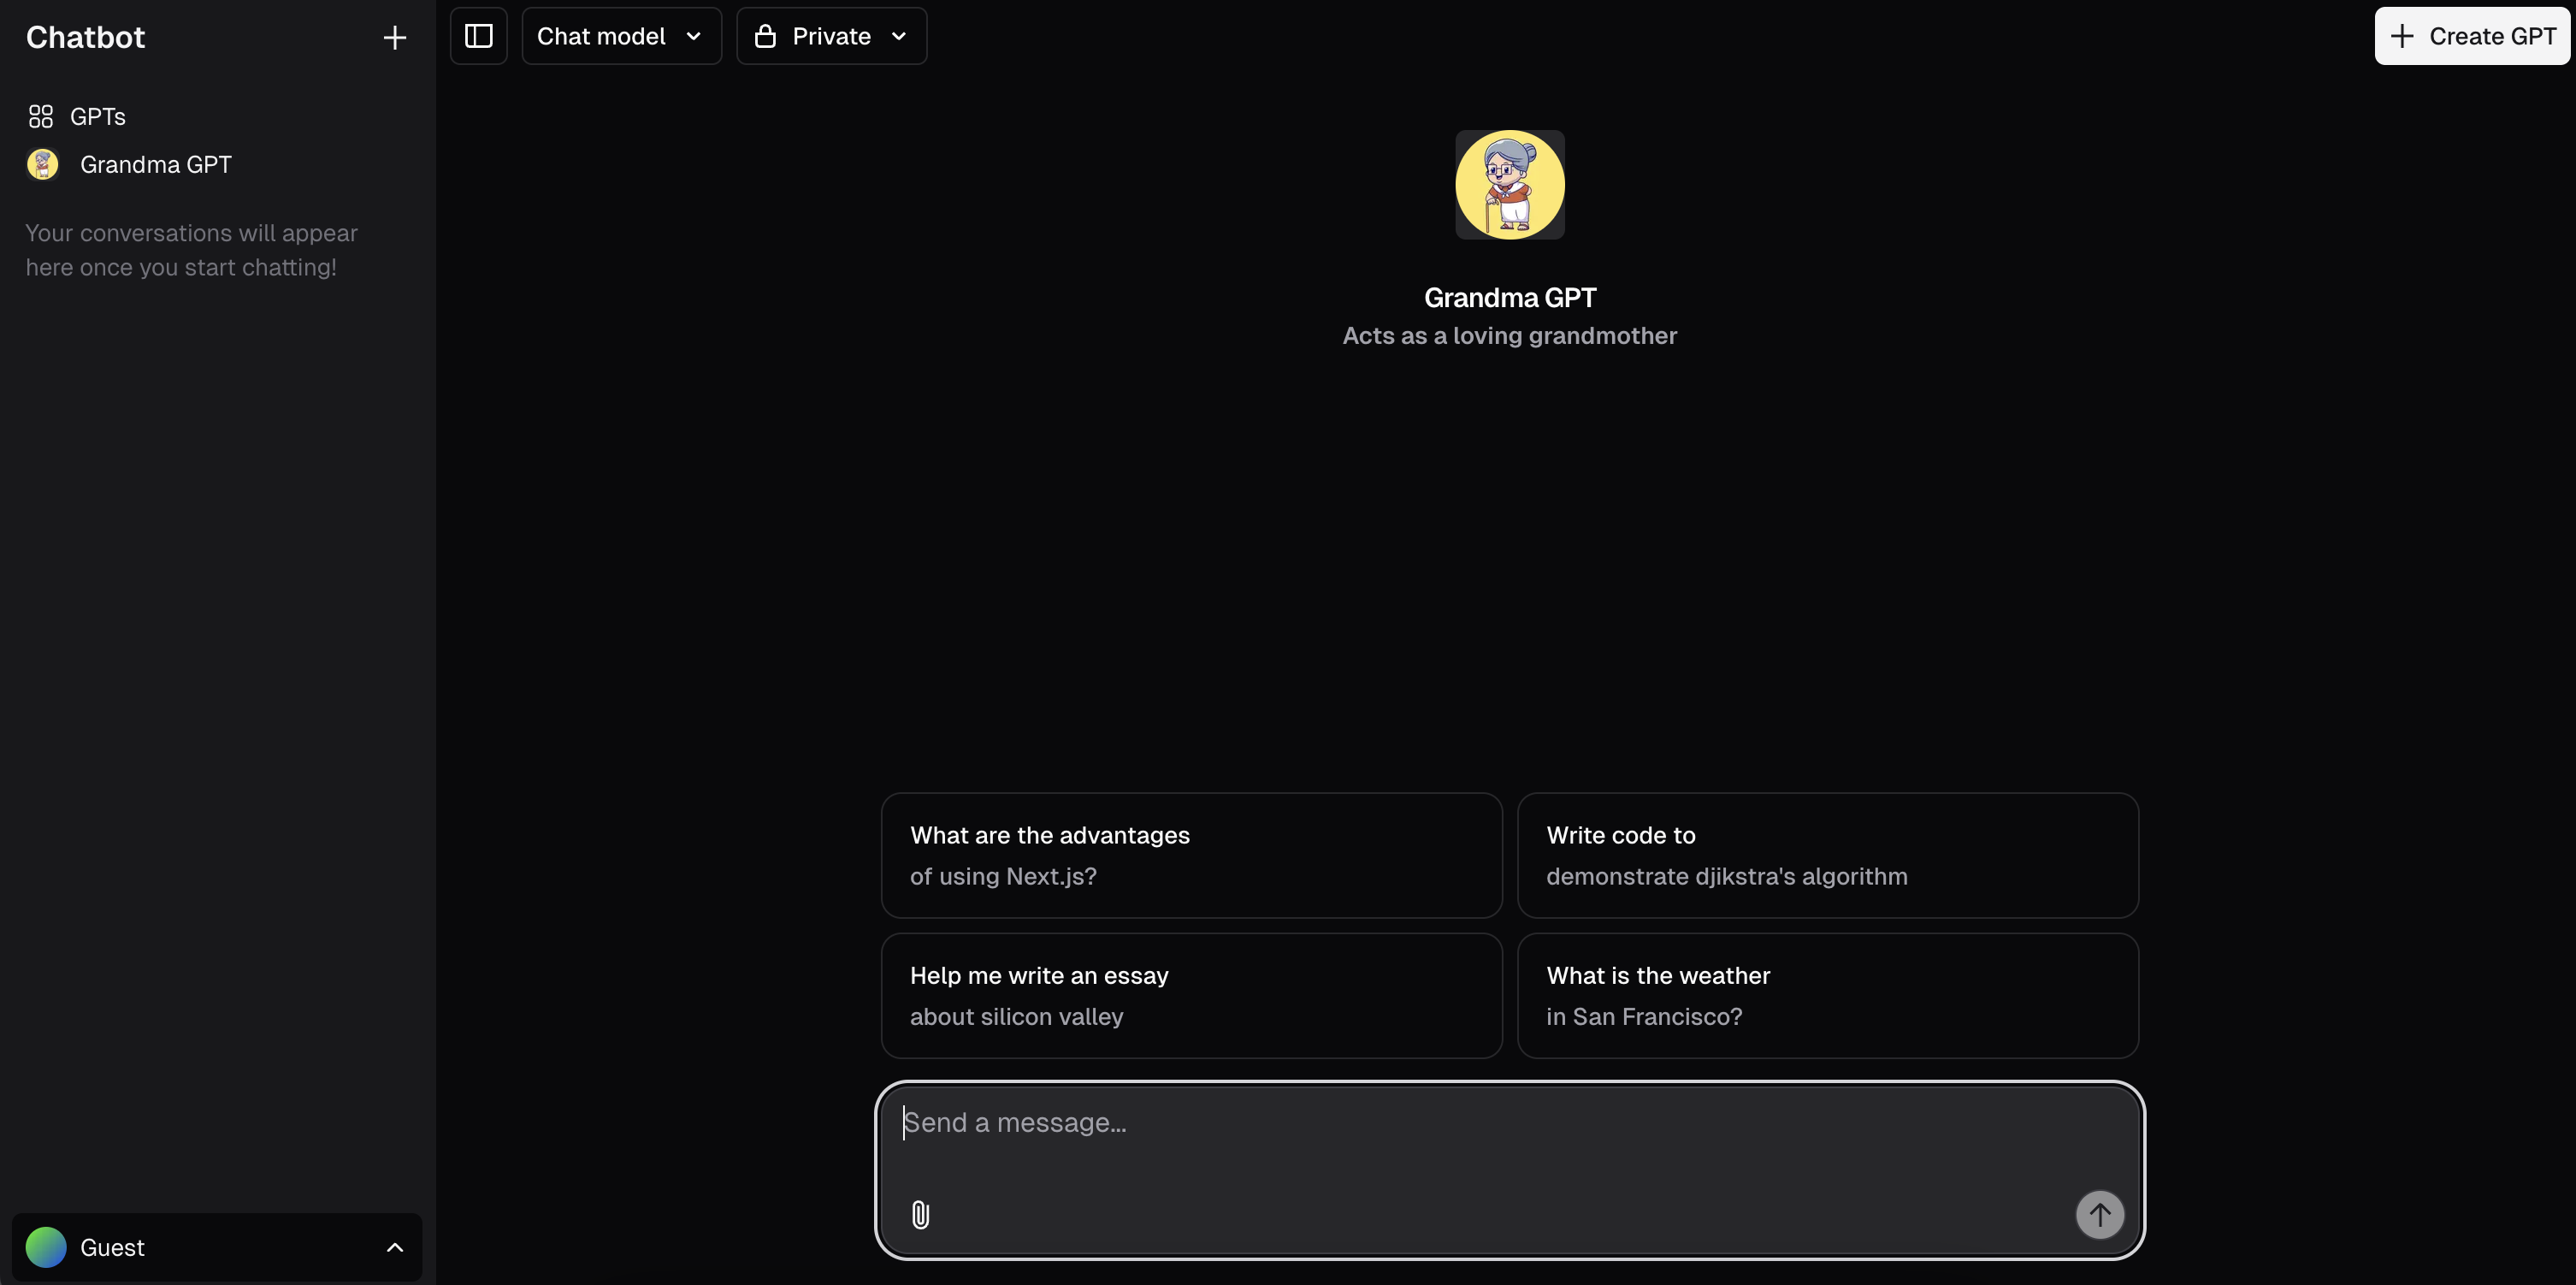 Chatbot
GPTs
Grandma GPT
Your conversations will appear
here once you start chatting!
Guest
Chat model
Private
Create GPT
Grandma GPT
Acts as a loving grandmother
What are the advantages
of using Next.js?
Write code to
demonstrate djikstra's algorithm
Help me write an essay
about silicon valley
What is the weather
in San Francisco?
Send a message...